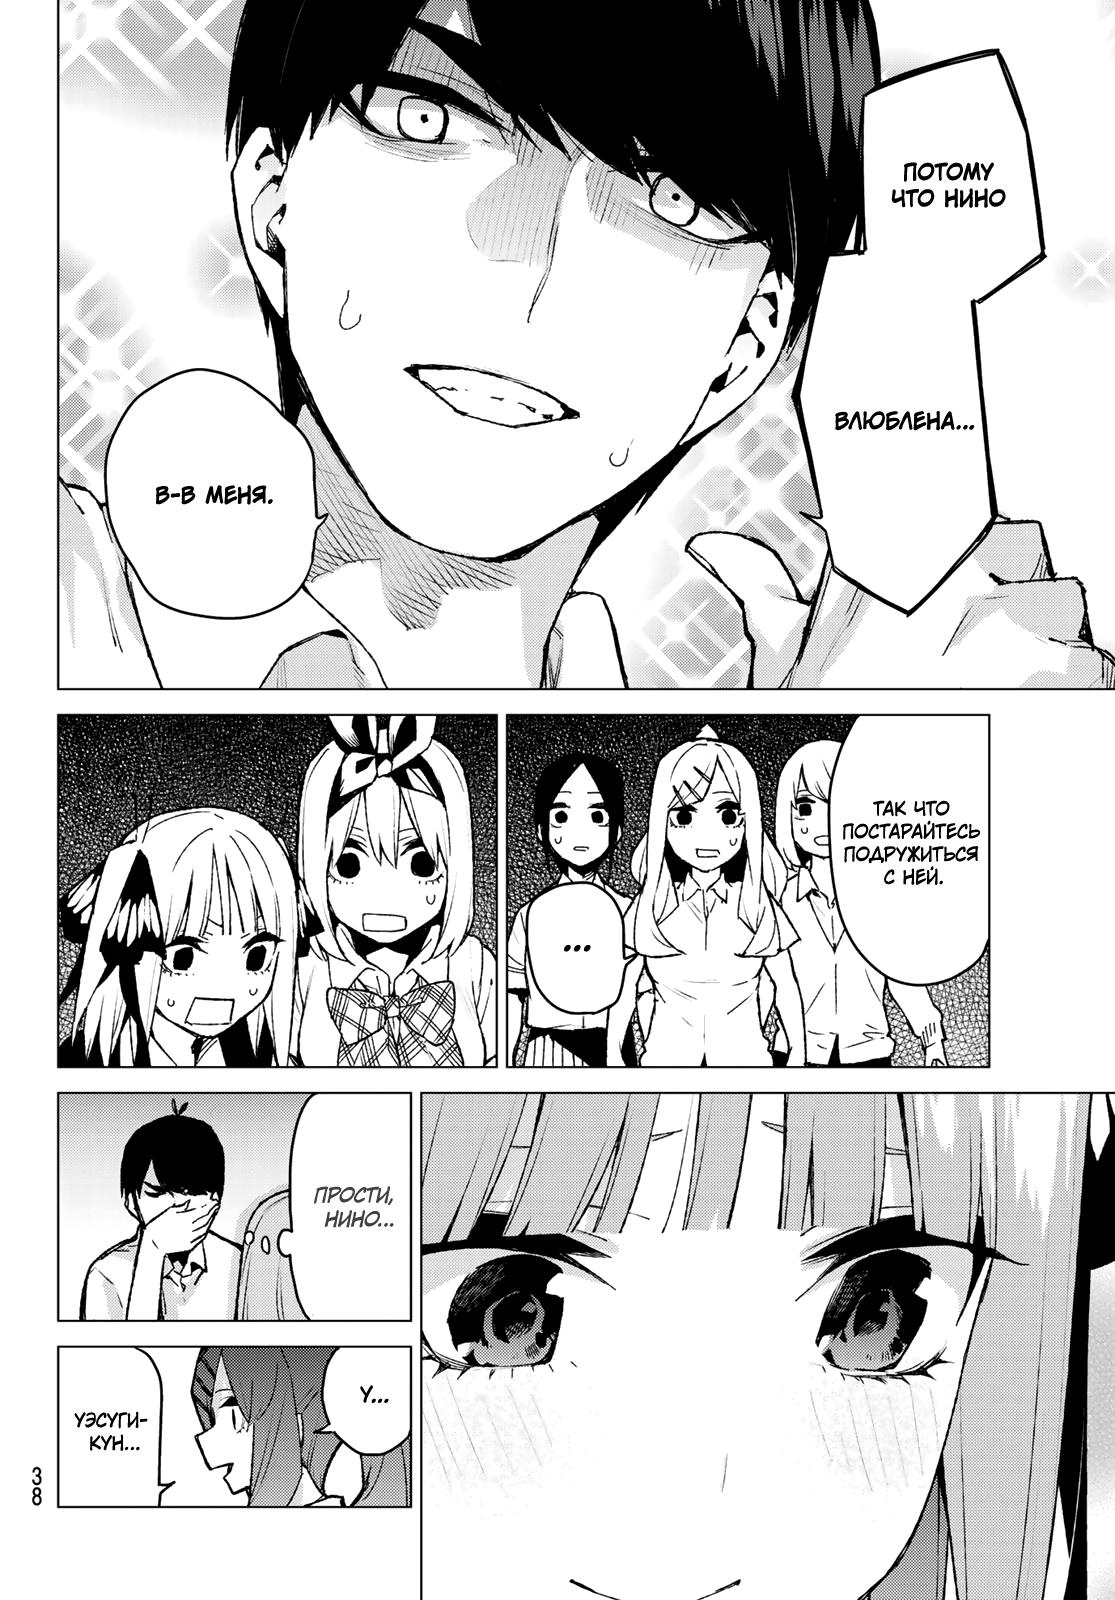 ПОТОМУ
ЧТО НИНО
ВЛЮБЛЕНА...
В-В МЕНЯ.
ТАК ЧТО
ПОСТАРАЙТЕСЬ
ПОДРУЖИТЬСЯ
С НЕЙ.
...
ПРОСТИ,
НИНО...
У...
УЭСУГИ-
КУН...
38